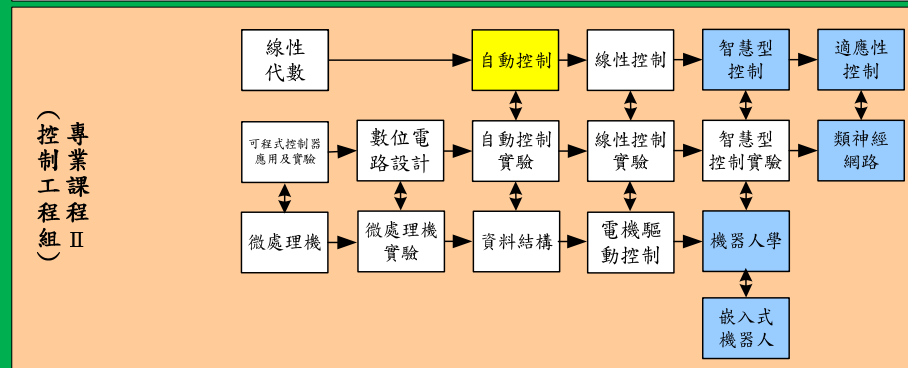 專業課程Ⅱ
（控制工程組）
線性
代數
自動控制
線性控制
智慧型
控制
適應性
控制
可程式控制器
應用及實驗
數位電
路設計
自動控制
實驗
線性控制
實驗
智慧型
控制實驗
類神經
網路
微處理機
微處理機
實驗
資料結構
電機驅
動控制
機器人學
嵌入式
機器人